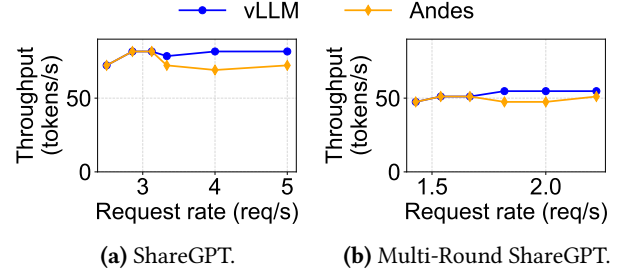 vLLM Andes
Throughput
(tokens/s)
50
0
3 4 5
Request rate (req/s)
(a) ShareGPT.
Throughput
(tokens/s)
50
0
1.5 2.0
Request rate (req/s)
(b) Multi-Round ShareGPT.